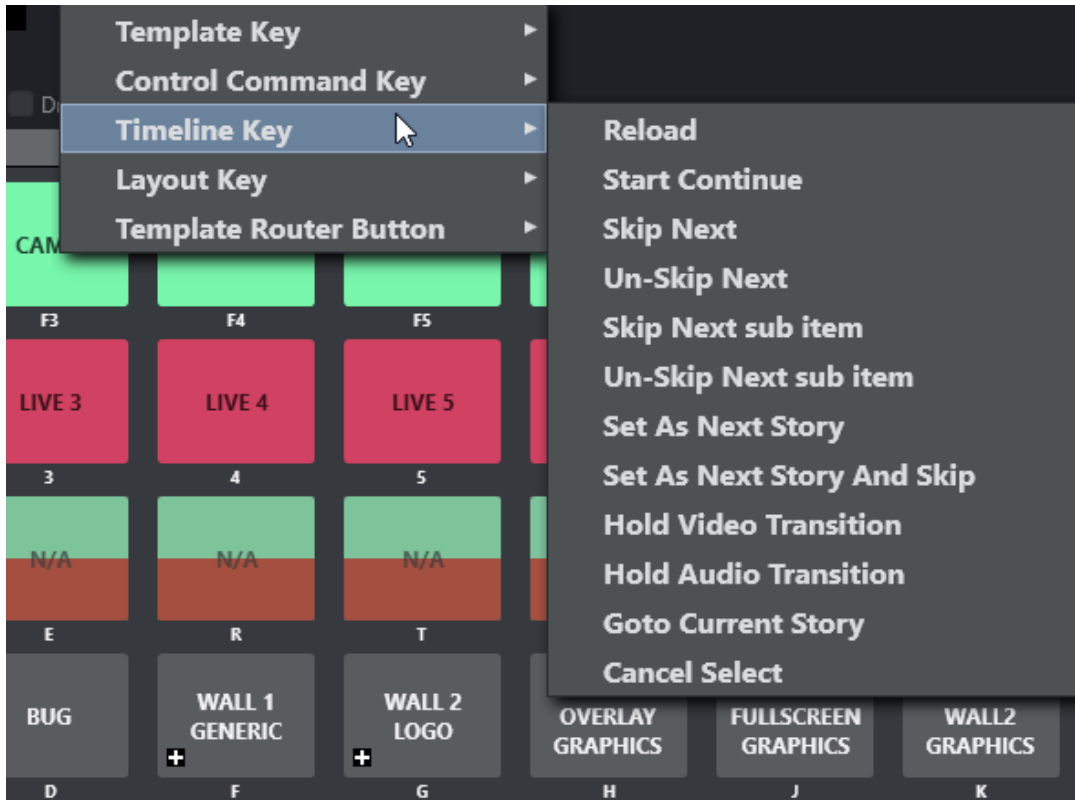 Template Key
Control Command Key
Timeline Key
Layout Key
Template Router Button
Reload
Start Continue
Skip Next
Un-Skip Next
Skip Next sub item
Un-Skip Next sub item
Set As Next Story
Set As Next Story And Skip
Hold Video Transition
Hold Audio Transition
Goto Current Story
Cancel Select
F3 F4 F5
LIVE 3 LIVE 4 LIVE 5
3 4 5
N/A N/A N/A
E R T
BUG
WALL 1
GENERIC
WALL 2
LOGO
OVERLAY
GRAPHICS
FULLSCREEN
GRAPHICS
WALL2
GRAPHICS
D F G H J K